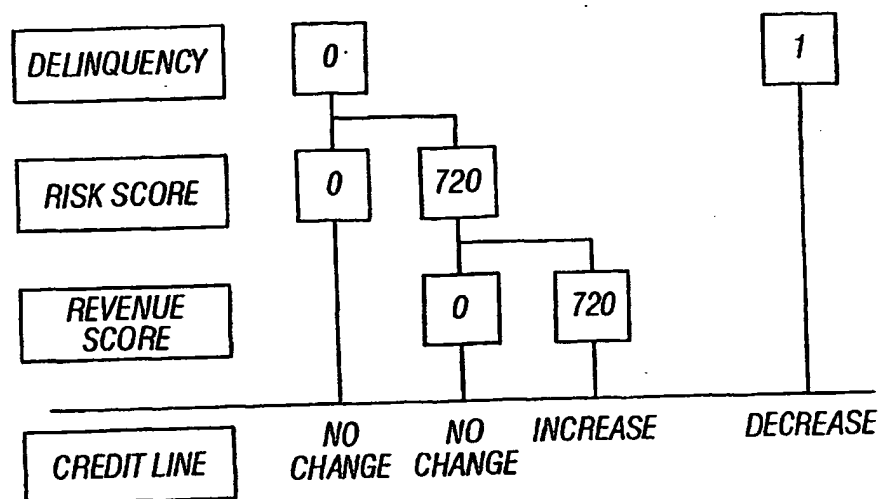 DELINQUENCY 0 1
RISK SCORE 0 720
REVENUE
SCORE
0 720
CREDIT LINE
NO
CHANGE
NO
CHANGE
INCREASE
DECREASE